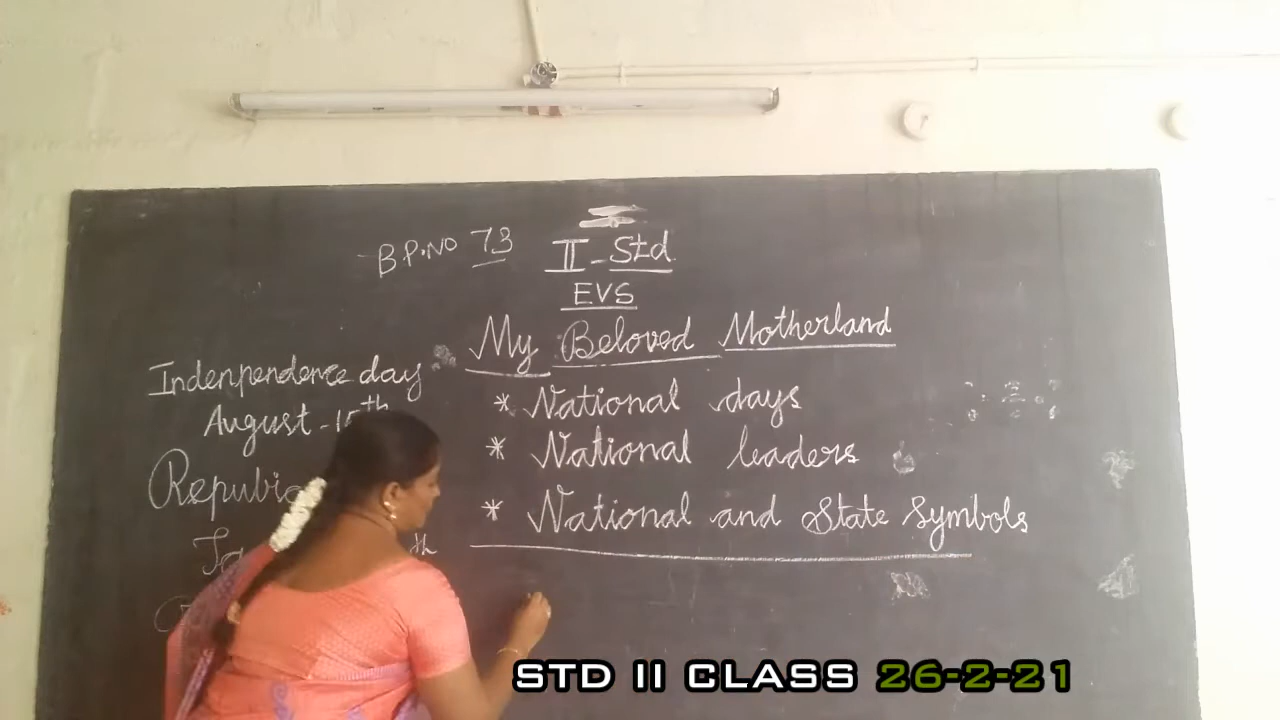 B.P.NO 73
II - Std.
EVS
My Beloved Motherland
* National days
* National leaders
* National and State Symbols
Indenpendence day
August - 15th
STD II CLASS 26-2-21